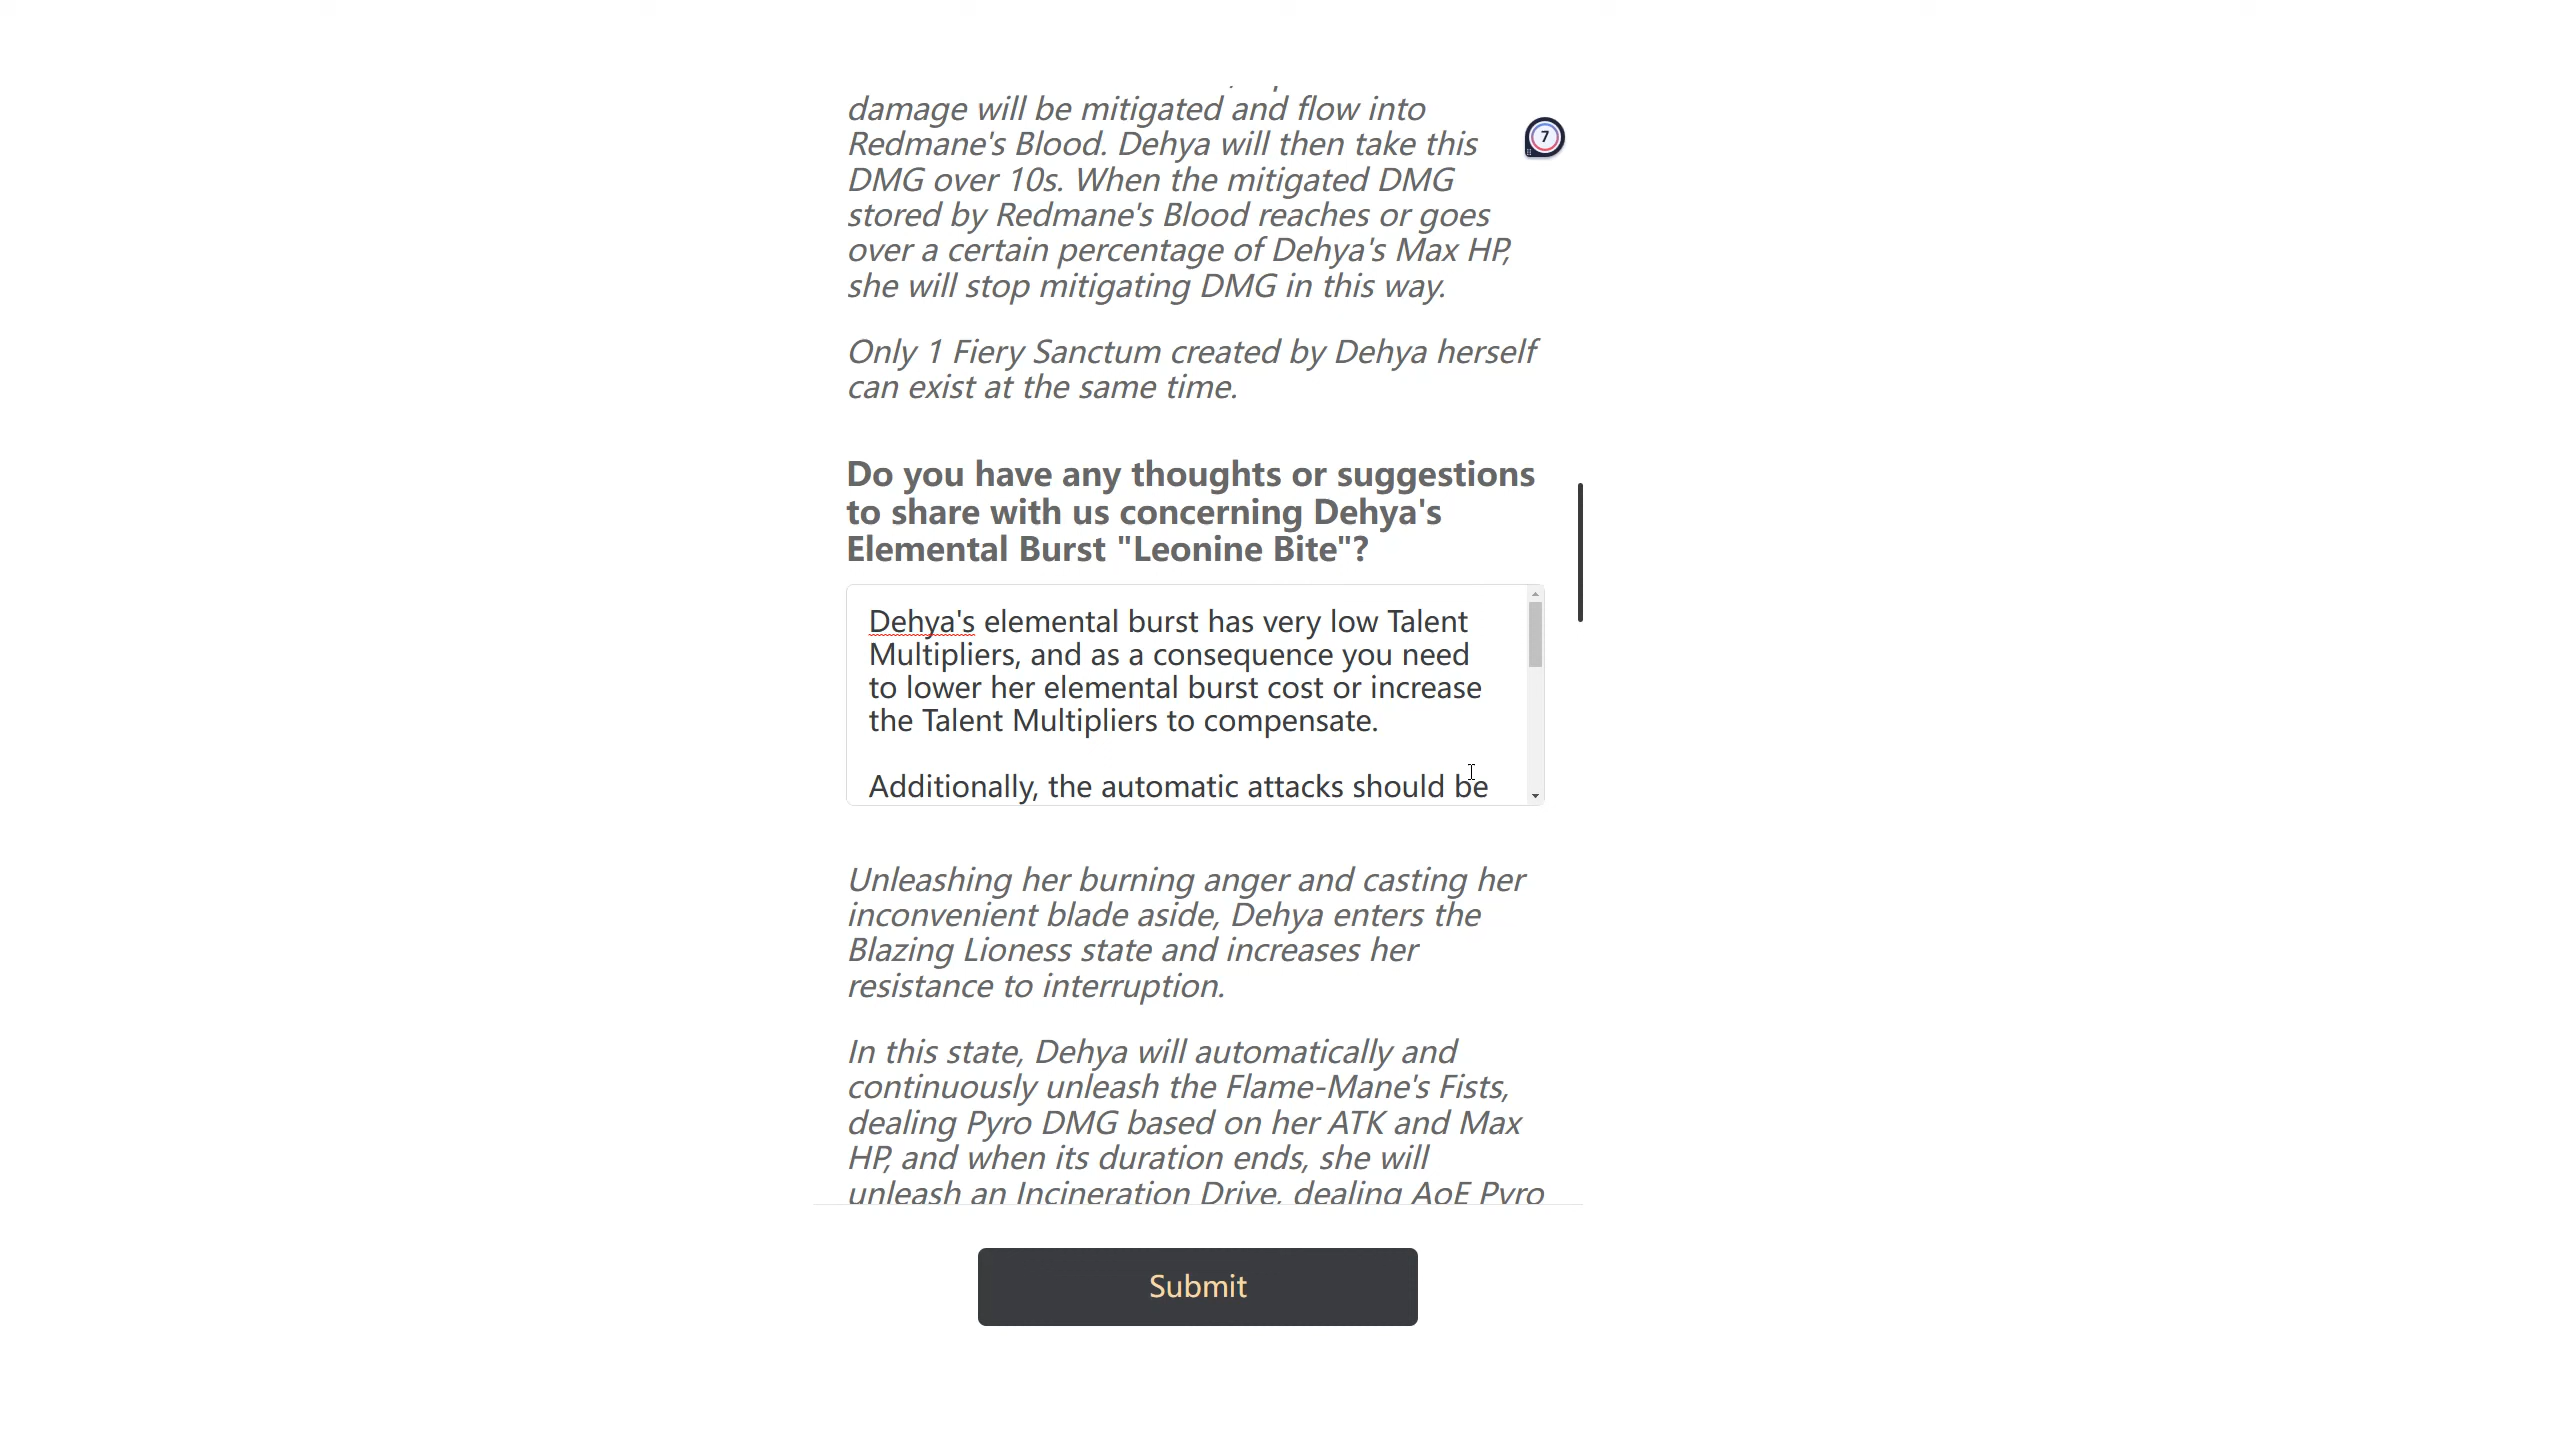 damage will be mitigated and flow into
Redmane's Blood. Dehya will then take this
7
DMG over 10s. When the mitigated DMG
stored by Redmane's Blood reaches or goes
over a certain percentage of Dehya's Max HP,
she will stop mitigating DMG in this way.
Only 1 Fiery Sanctum created by Dehya herself
can exist at the same time.
Do you have any thoughts or suggestions
to share with us concerning Dehya's
Elemental Burst "Leonine Bite"?
Dehya's elemental burst has very low Talent
Multipliers, and as a consequence you need
to lower her elemental burst cost or increase
the Talent Multipliers to compensate.
Additionally, the automatic attacks should be
Unleashing her burning anger and casting her
inconvenient blade aside, Dehya enters the
Blazing Lioness state and increases her
resistance to interruption.
In this state, Dehya will automatically and
continuously unleash the Flame-Mane's Fists,
dealing Pyro DMG based on her ATK and Max
HP, and when its duration ends, she will
unleash an Incineration Drive, dealing AoE Pyro
Submit